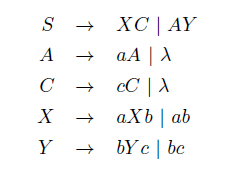 S → XC | AY
A → aA | λ
C → cC | λ
X → aXb | ab
Y → bYc | bc